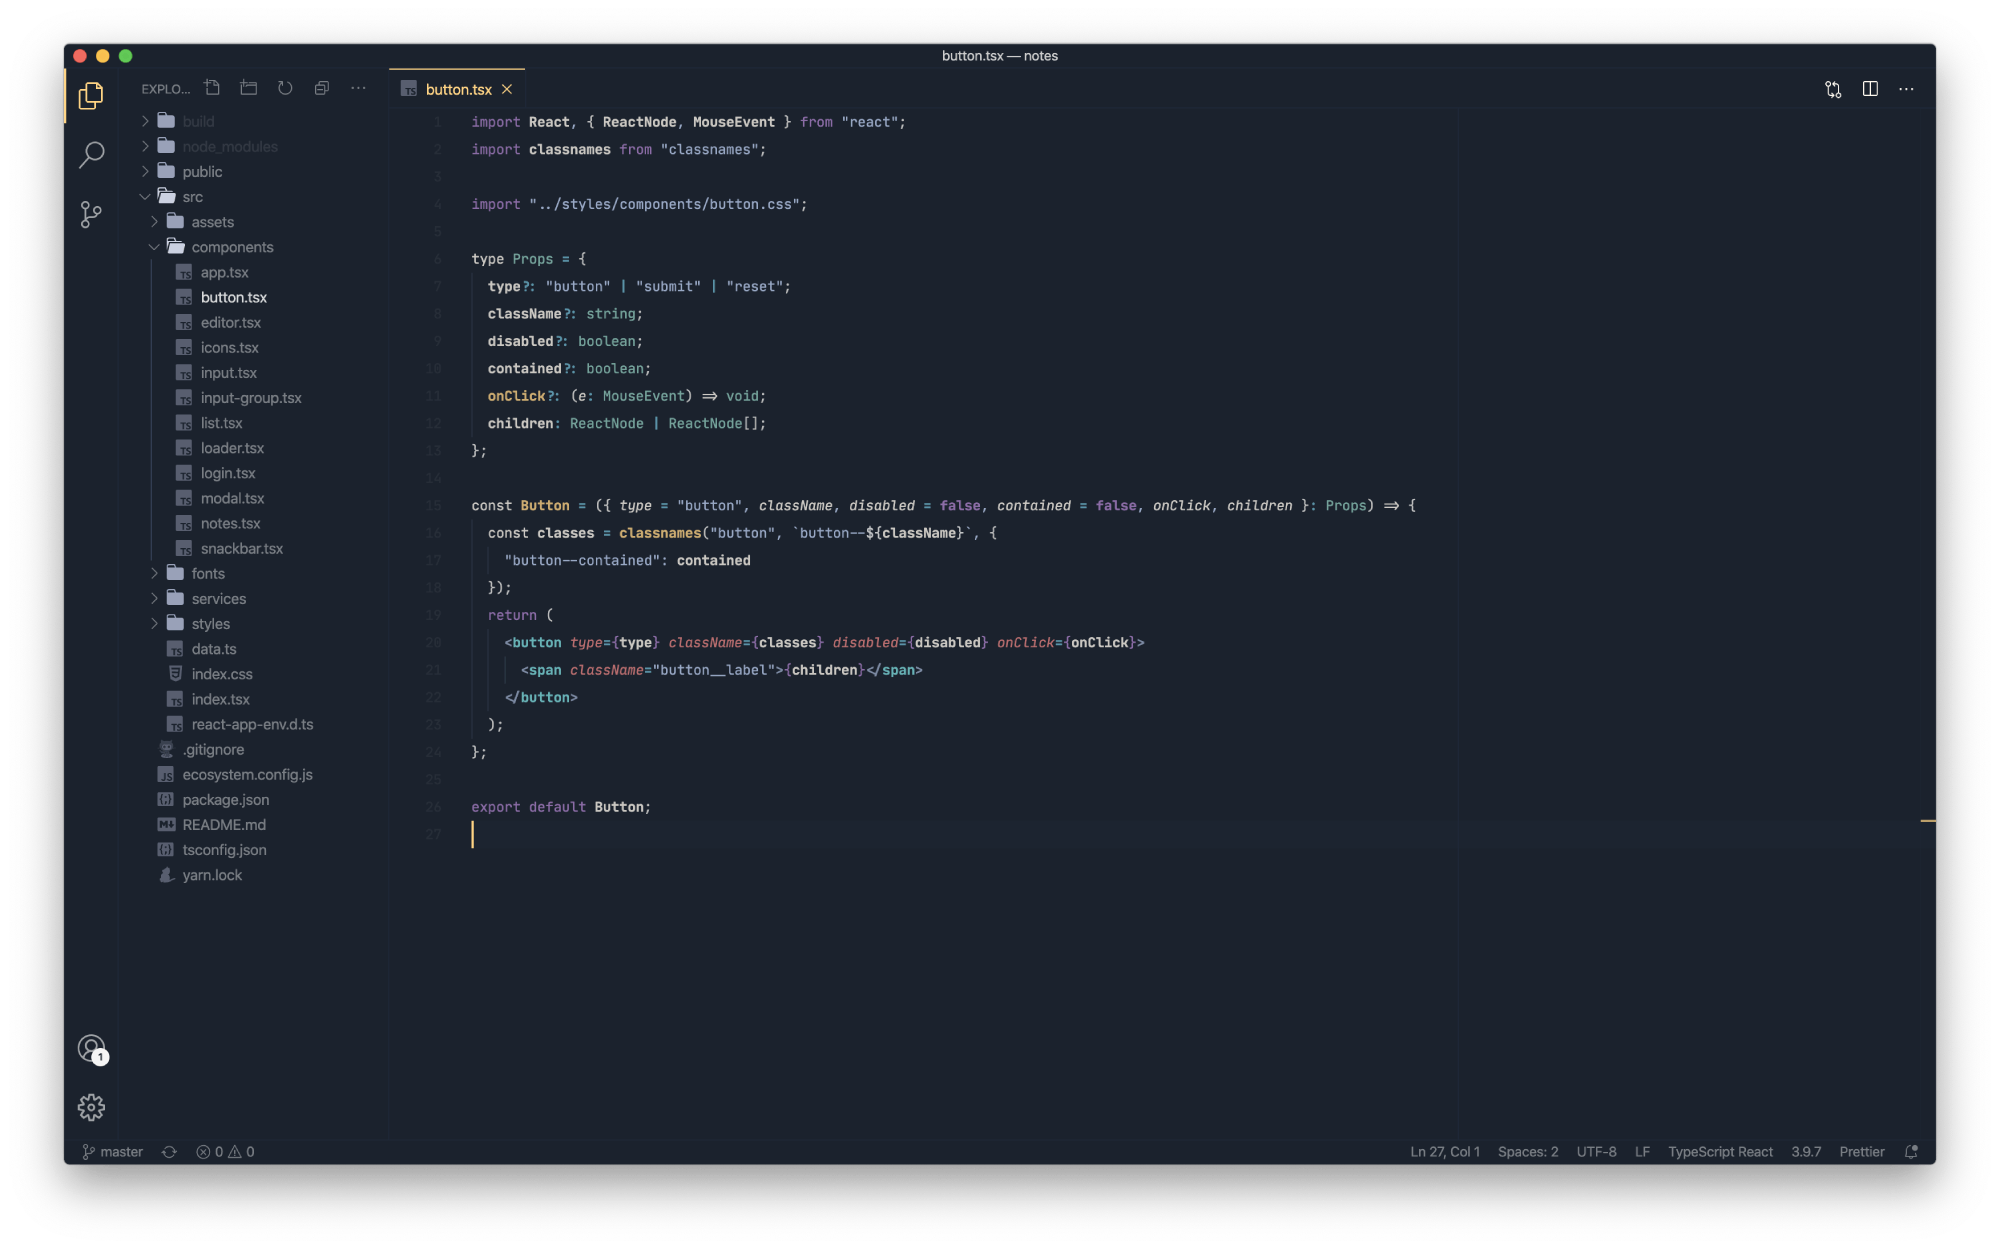 button.tsx — notes
EXPLO...
build
node_modules
public
src
assets
components
app.tsx
button.tsx
editor.tsx
icons.tsx
input.tsx
input-group.tsx
list.tsx
loader.tsx
login.tsx
modal.tsx
notes.tsx
snackbar.tsx
fonts
services
styles
data.ts
index.css
index.tsx
react-app-env.d.ts
.gitignore
ecosystem.config.js
package.json
README.md
tsconfig.json
yarn.lock
button.tsx
1 import React, { ReactNode, MouseEvent } from "react";
2 import classnames from "classnames";
3
4 import "../styles/components/button.css";
5
6 type Props = {
7 type?: "button" | "submit" | "reset";
8 className?: string;
9 disabled?: boolean;
10 contained?: boolean;
11 onClick?: (e: MouseEvent) => void;
12 children: ReactNode | ReactNode[];
13 };
14
15 const Button = ({ type = "button", className, disabled = false, contained = false, onClick, children }: Props) => {
16 const classes = classnames("button", `button--${className}`, {
17 "button--contained": contained
18 });
19 return (
20 <button type={type} className={classes} disabled={disabled} onClick={onClick}>
21 <span className="button__label">{children}</span>
22 </button>
23 );
24 };
25
26 export default Button;
27
1
master
0 0
Ln 27, Col 1
Spaces: 2
UTF-8
LF
TypeScript React
3.9.7
Prettier